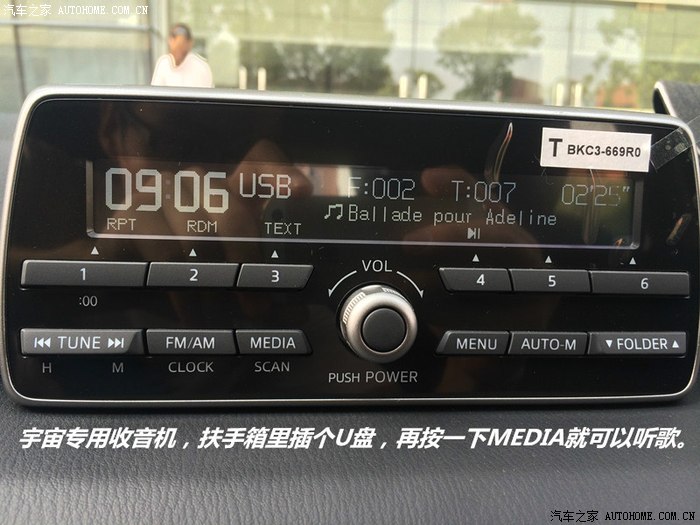 汽车之家 AUTOHOME.COM.CN
T BKC3-669R0
09:06 USB F:002 T:007 02'25"
♫Ballade pour Adeline
RPT RDM TEXT
VOL
1 2 3 4 5 6
:00
TUNE FM/AM MEDIA MENU AUTO-M ▼ FOLDER ▲
H M CLOCK SCAN
PUSH POWER
宇宙专用收音机，扶手箱里插个U盘，再按一下MEDIA就可以听歌。
汽车之家 AUTOHOME.COM.CN